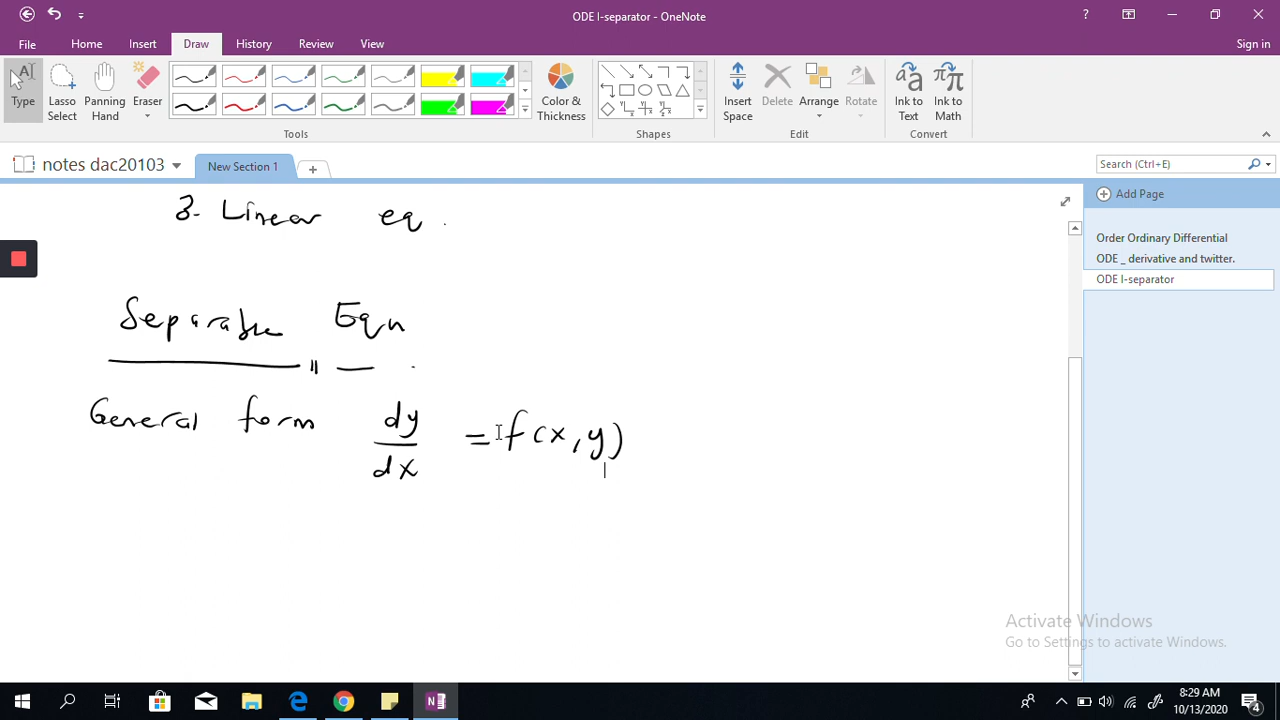 ODE I-separator - OneNote
File Home Insert Draw History Review View Sign in
Type Lasso Select Panning Hand Eraser Color & Thickness Insert Space Delete Arrange Rotate Ink to Text Ink to Math
Tools Shapes Edit Convert
notes dac20103 New Section 1 + Search (Ctrl+E)
Add Page
Order Ordinary Differential
ODE _ derivative and twitter.
ODE I-separator
3. Linear eq.
Separable Eqn
General form dy/dx = f(x,y)
Activate Windows
Go to Settings to activate Windows.
8:29 AM
10/13/2020
4